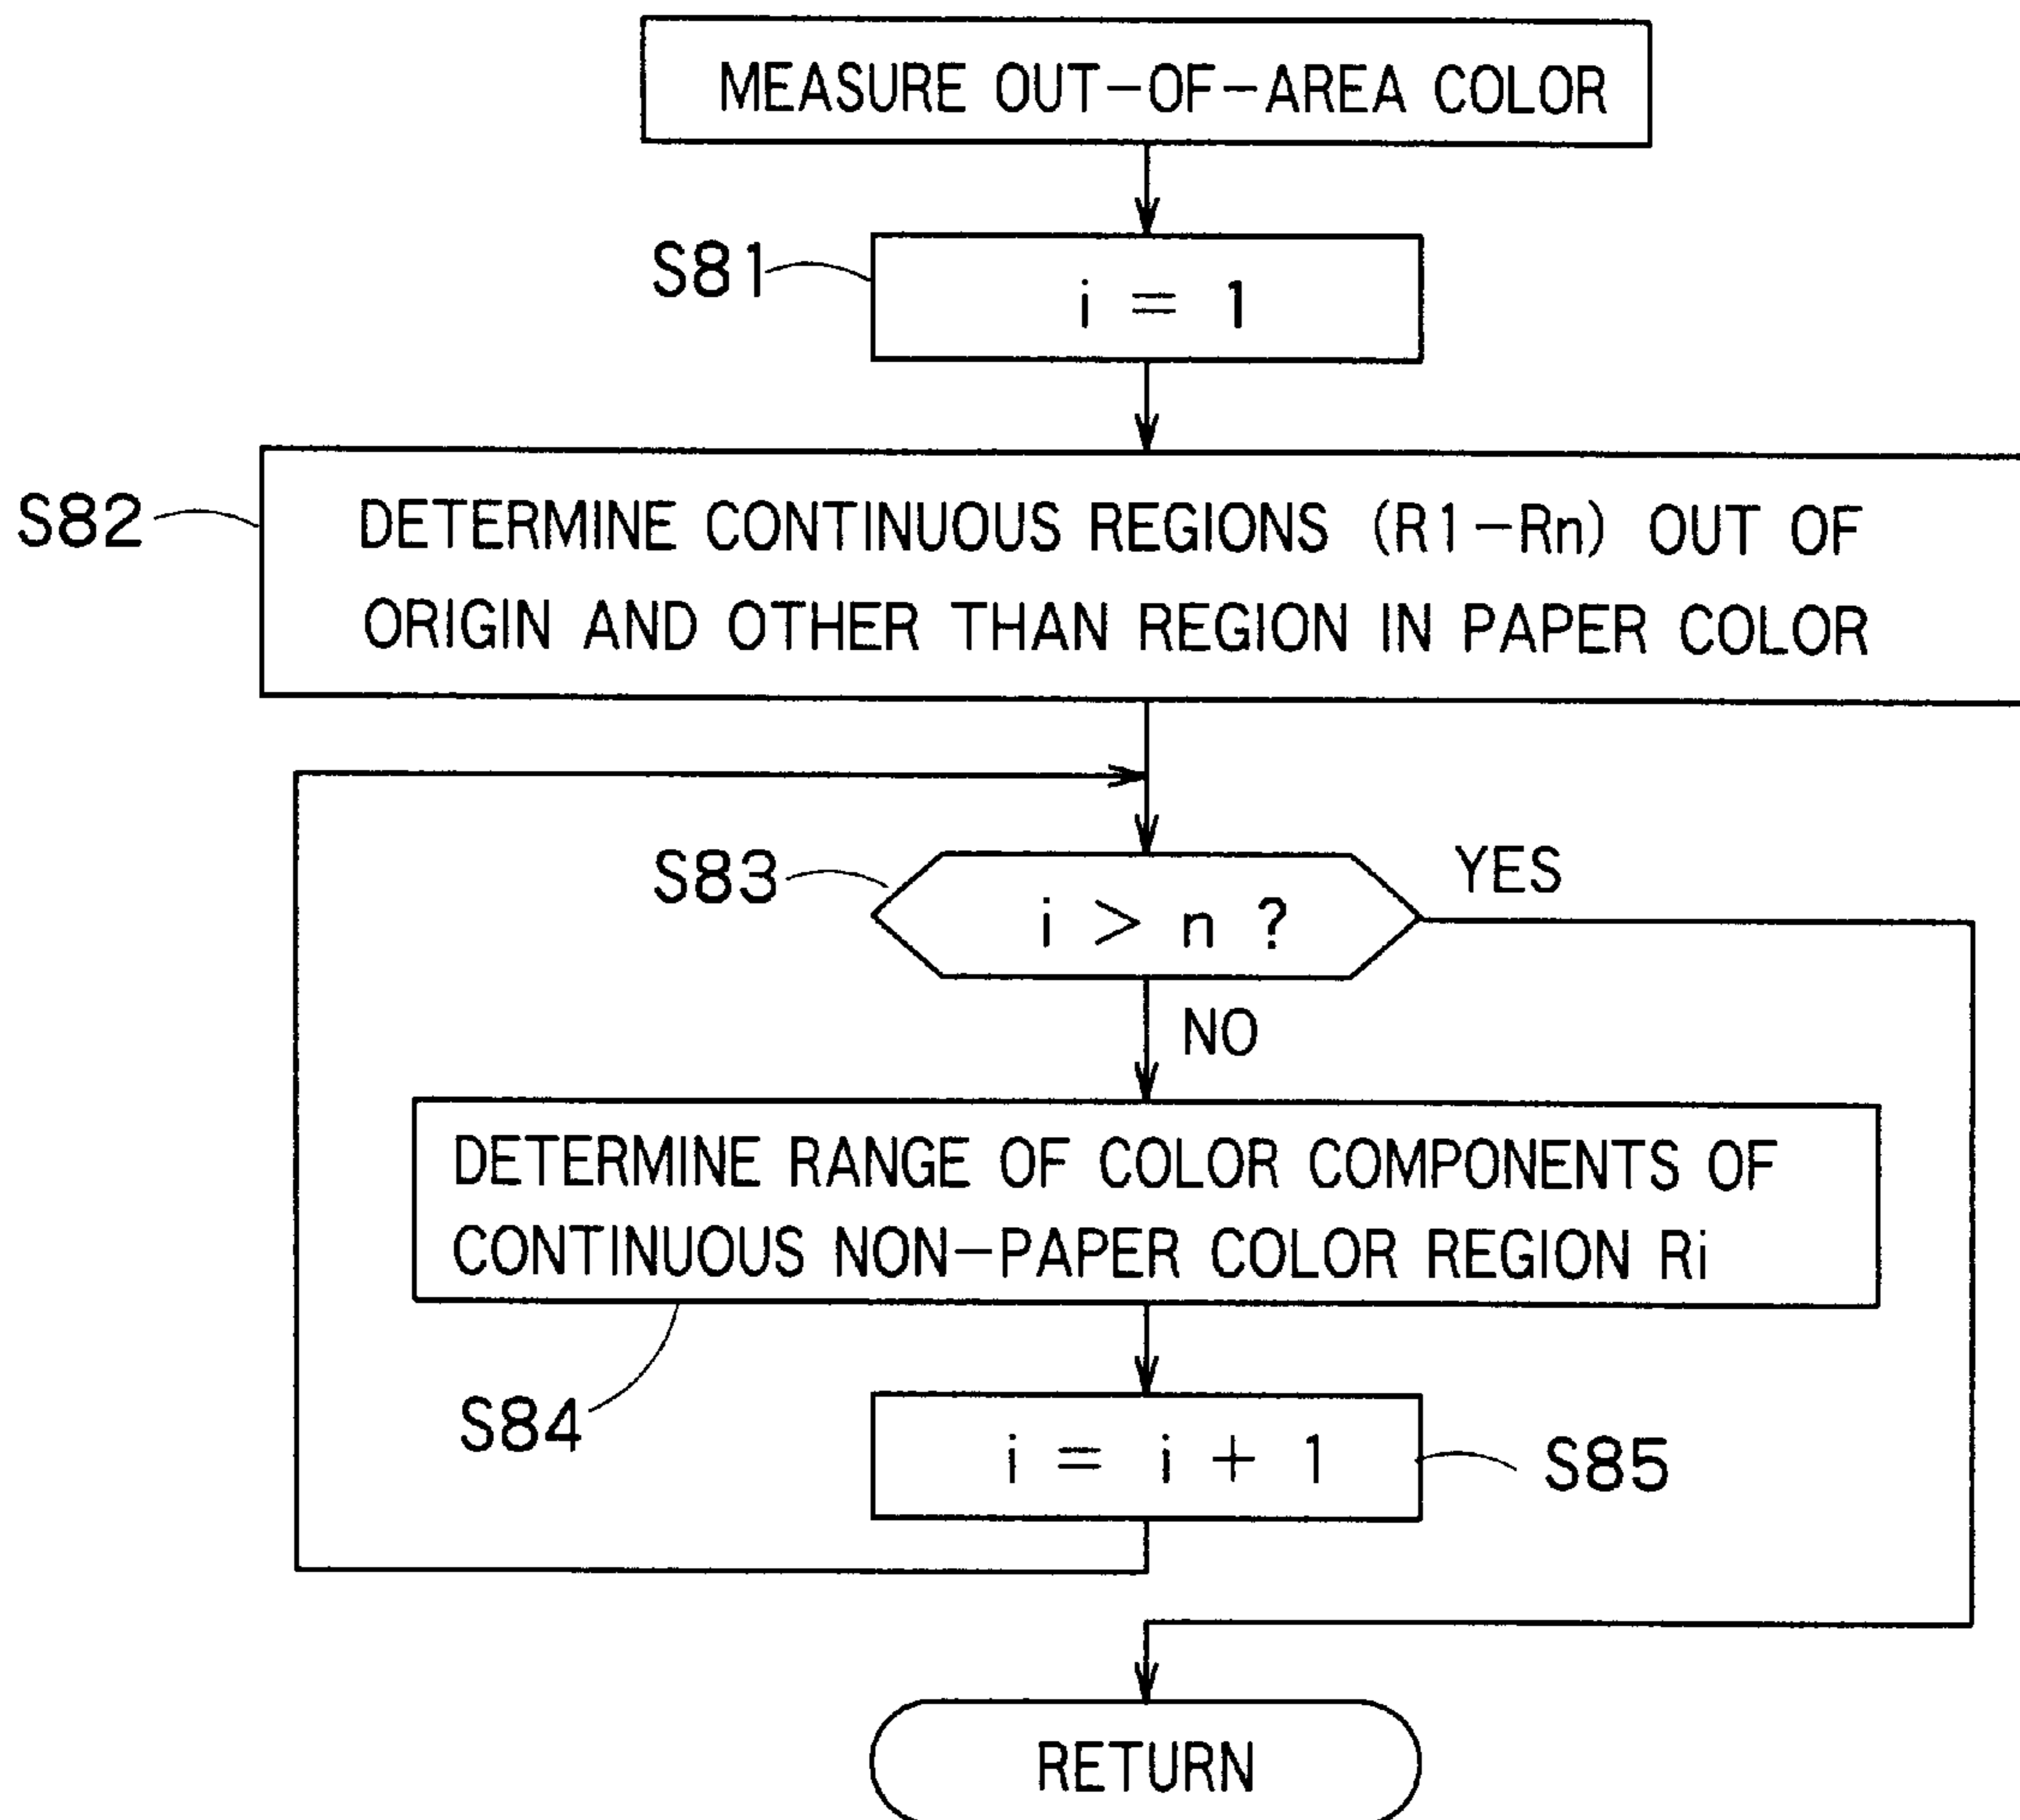 MEASURE OUT-OF-AREA COLOR
S81
i = 1
S82
DETERMINE CONTINUOUS REGIONS (R1-Rn) OUT OF
ORIGIN AND OTHER THAN REGION IN PAPER COLOR
S83
i > n ?
YES
NO
DETERMINE RANGE OF COLOR COMPONENTS OF
CONTINUOUS NON-PAPER COLOR REGION Ri
S84
i = i + 1
S85
RETURN